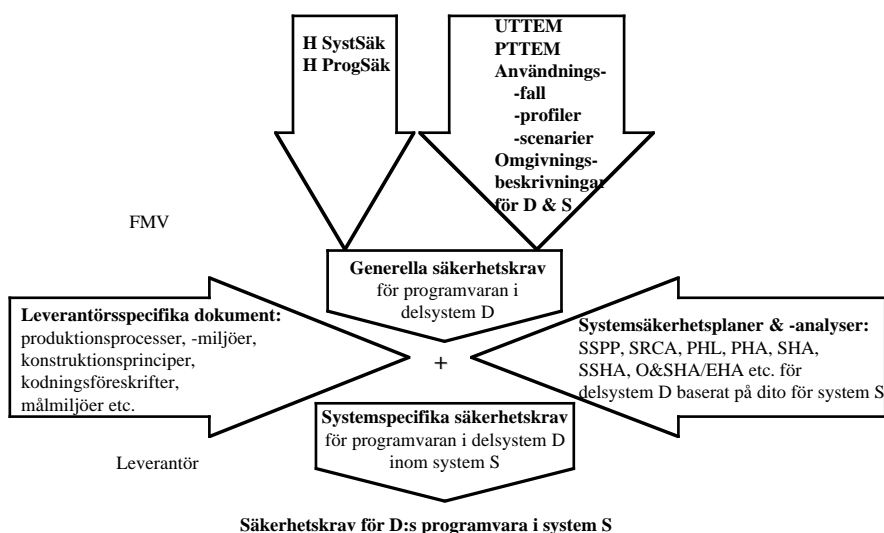 H SystSäk
H ProgSäk
UTTEM
PTTEM
Användnings-
-fall
-profiler
-scenarier
Omgivnings-
beskrivningar
för D & S
FMV
Generella säkerhetskrav
för programvaran i
delsystem D
Leverantörsspecifika dokument:
produktionsprocesser, -miljöer,
konstruktionsprinciper,
kodningsföreskrifter,
målmiljöer etc.
+
Systemsäkerhetsplaner & -analyser:
SSPP, SRCA, PHL, PHA, SHA,
SSHA, O&SHA/EHA etc. för
delsystem D baserat på dito för system S
Systemspecifika säkerhetskrav
för programvaran i delsystem D
inom system S
Leverantör
Säkerhetskrav för D:s programvara i system S